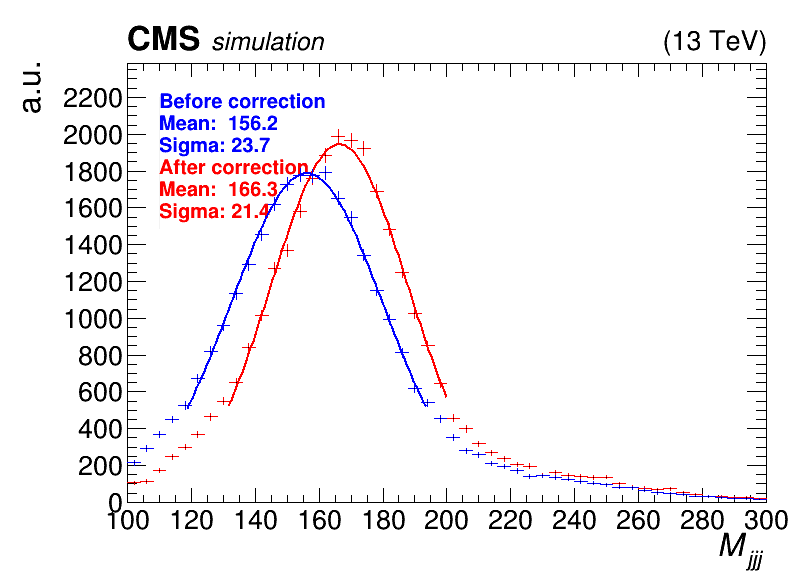 CMS simulation (13 TeV)
a.u.
2200
2000
1800
1600
1400
1200
1000
800
600
400
200
0
Before correction
Mean: 156.2
Sigma: 23.7
After correction
Mean: 166.3
Sigma: 21.4
100 120 140 160 180 200 220 240 260 280 300
M jjj